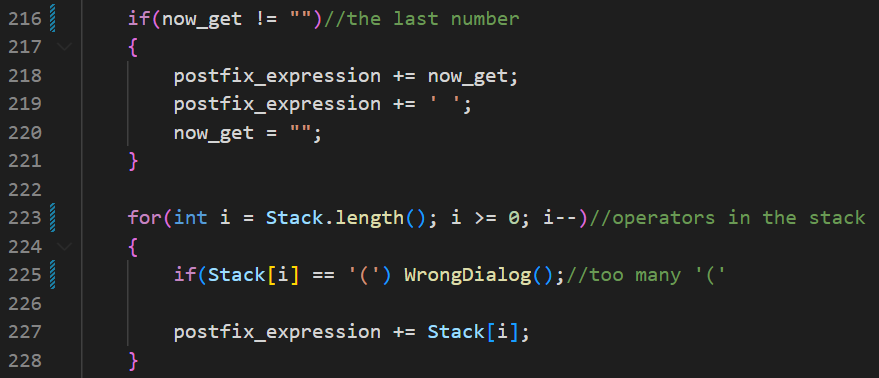 216 if(now_get != "")//the last number
217 {
218 postfix_expression += now_get;
219 postfix_expression += ' ';
220 now_get = "";
221 }
222
223 for(int i = Stack.length(); i >= 0; i--)//operators in the stack
224 {
225 if(Stack[i] == '(') WrongDialog();//too many '('
226
227 postfix_expression += Stack[i];
228 }